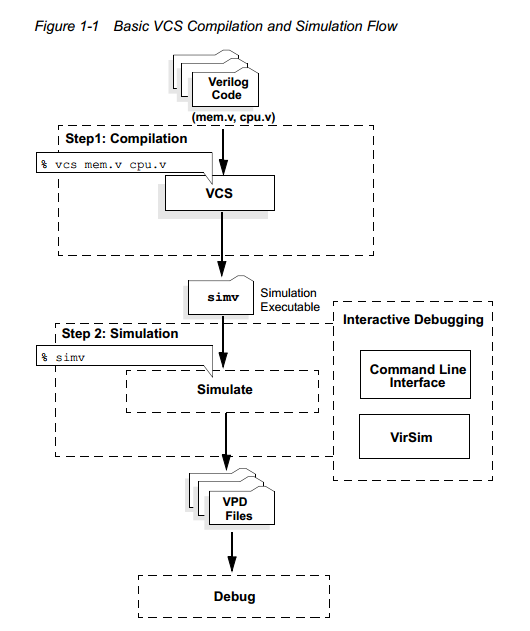 Figure 1-1 Basic VCS Compilation and Simulation Flow
Verilog
Code
(mem.v, cpu.v)
Step1: Compilation
% vcs mem.v cpu.v
VCS
simv
Simulation
Executable
Step 2: Simulation
% simv
Simulate
Interactive Debugging
Command Line
Interface
VirSim
VPD
Files
Debug